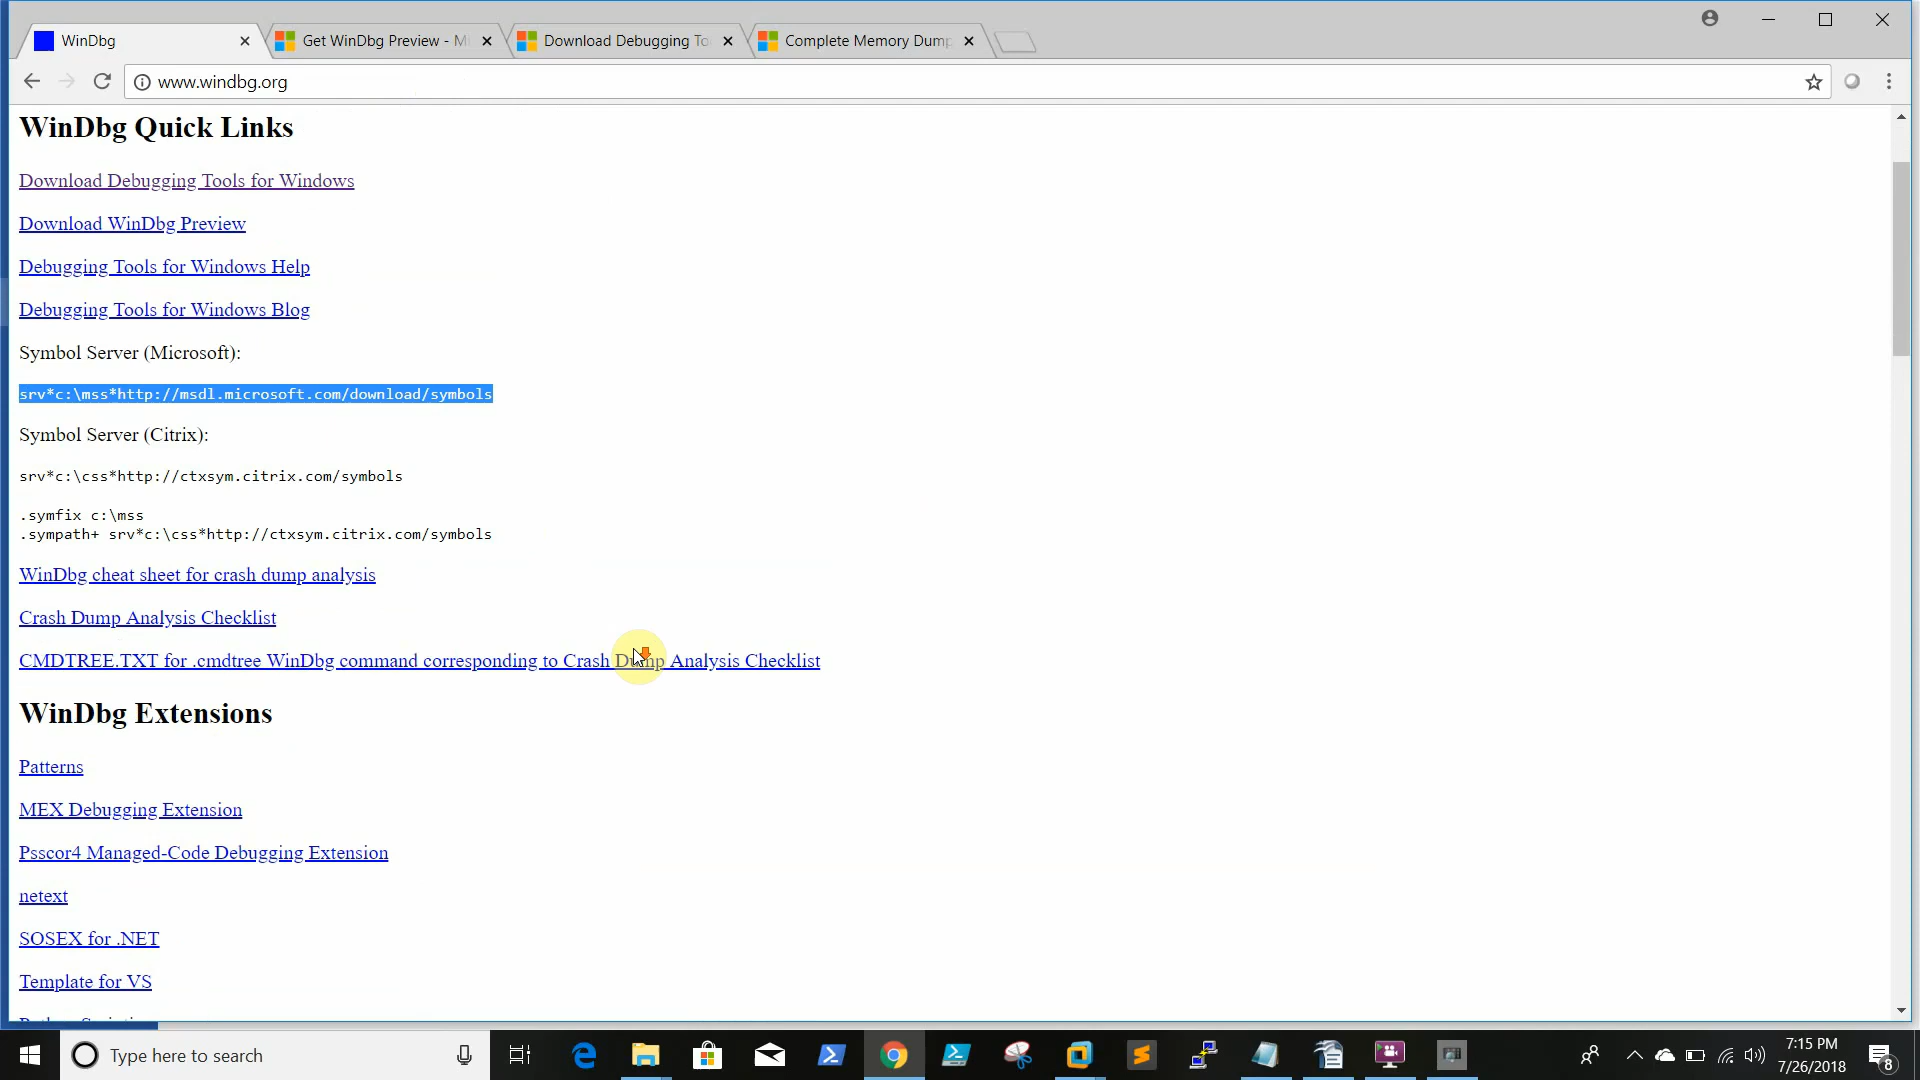 WinDbg
Get WinDbg Preview - M
Download Debugging To
Complete Memory Dump
www.windbg.org
WinDbg Quick Links
Download Debugging Tools for Windows
Download WinDbg Preview
Debugging Tools for Windows Help
Debugging Tools for Windows Blog
Symbol Server (Microsoft):
srv*c:\mss*http://msdl.microsoft.com/download/symbols
Symbol Server (Citrix):
srv*c:\css*http://ctxsym.citrix.com/symbols
.symfix c:\mss
.sympath+ srv*c:\css*http://ctxsym.citrix.com/symbols
WinDbg cheat sheet for crash dump analysis
Crash Dump Analysis Checklist
CMDTREE.TXT for .cmdtree WinDbg command corresponding to Crash Dump Analysis Checklist
WinDbg Extensions
Patterns
MEX Debugging Extension
Psscor4 Managed-Code Debugging Extension
netext
SOSEX for .NET
Template for VS
Type here to search
7:15 PM
7/26/2018
8